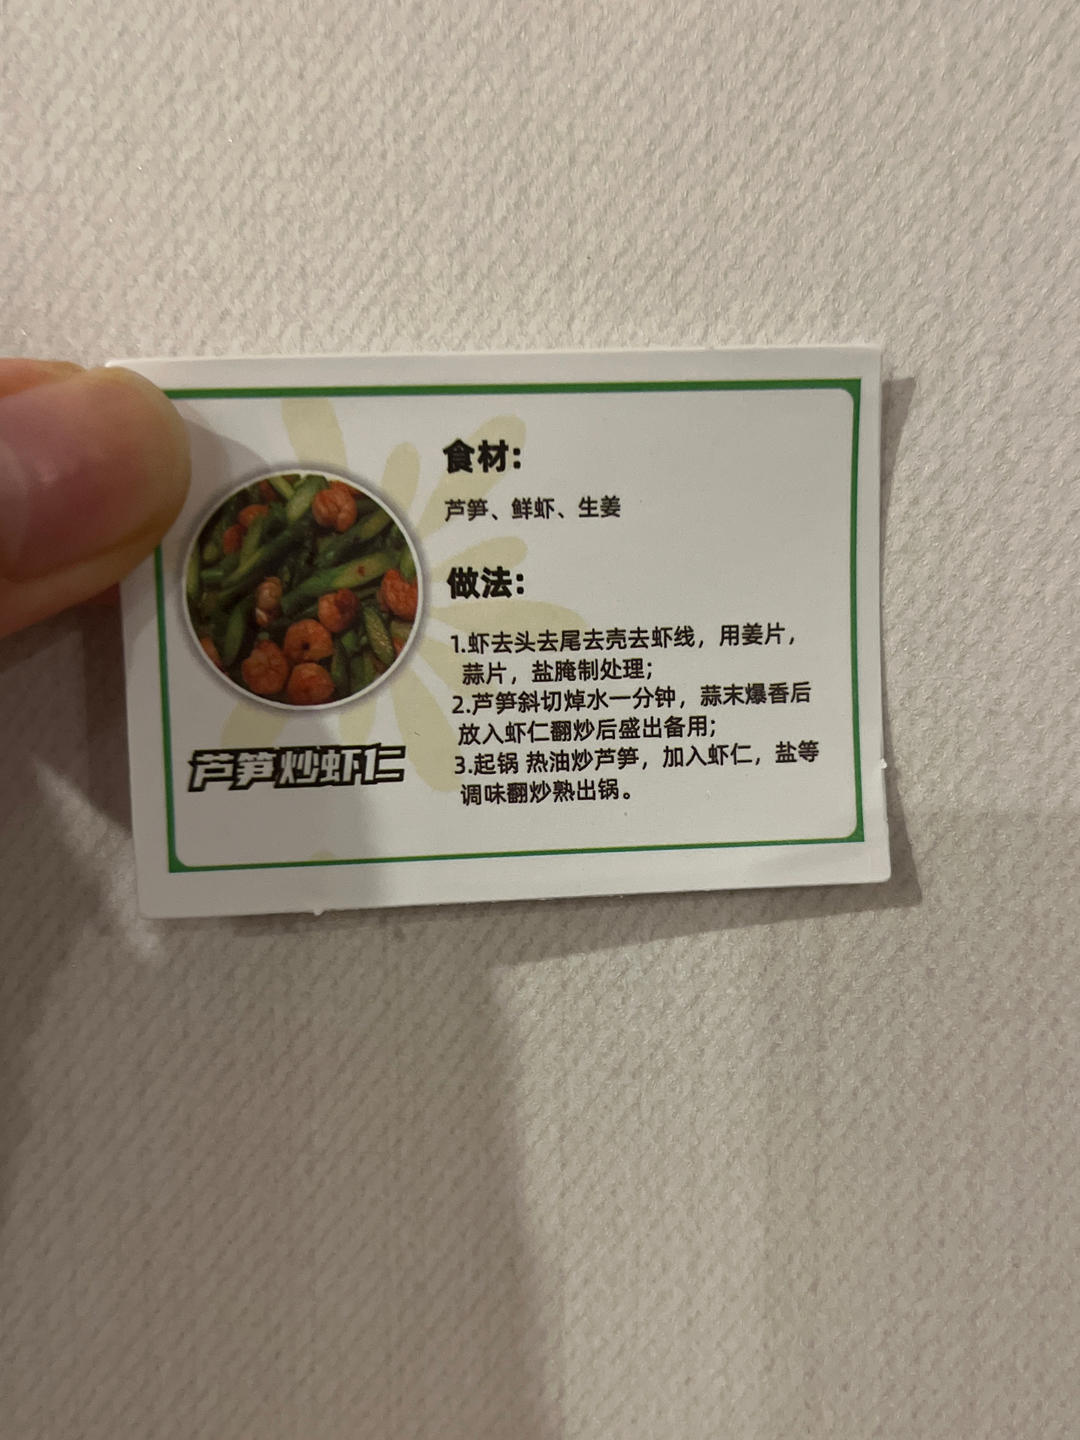 食材:
芦笋、鲜虾、生姜
做法:
1.虾去头去尾去壳去虾线，用姜片，
蒜片，盐腌制处理;
2.芦笋斜切焯水一分钟，蒜末爆香后
放入虾仁翻炒后盛出备用;
3.起锅 热油炒芦笋，加入虾仁，盐等
调味翻炒熟出锅。
芦笋炒虾仁